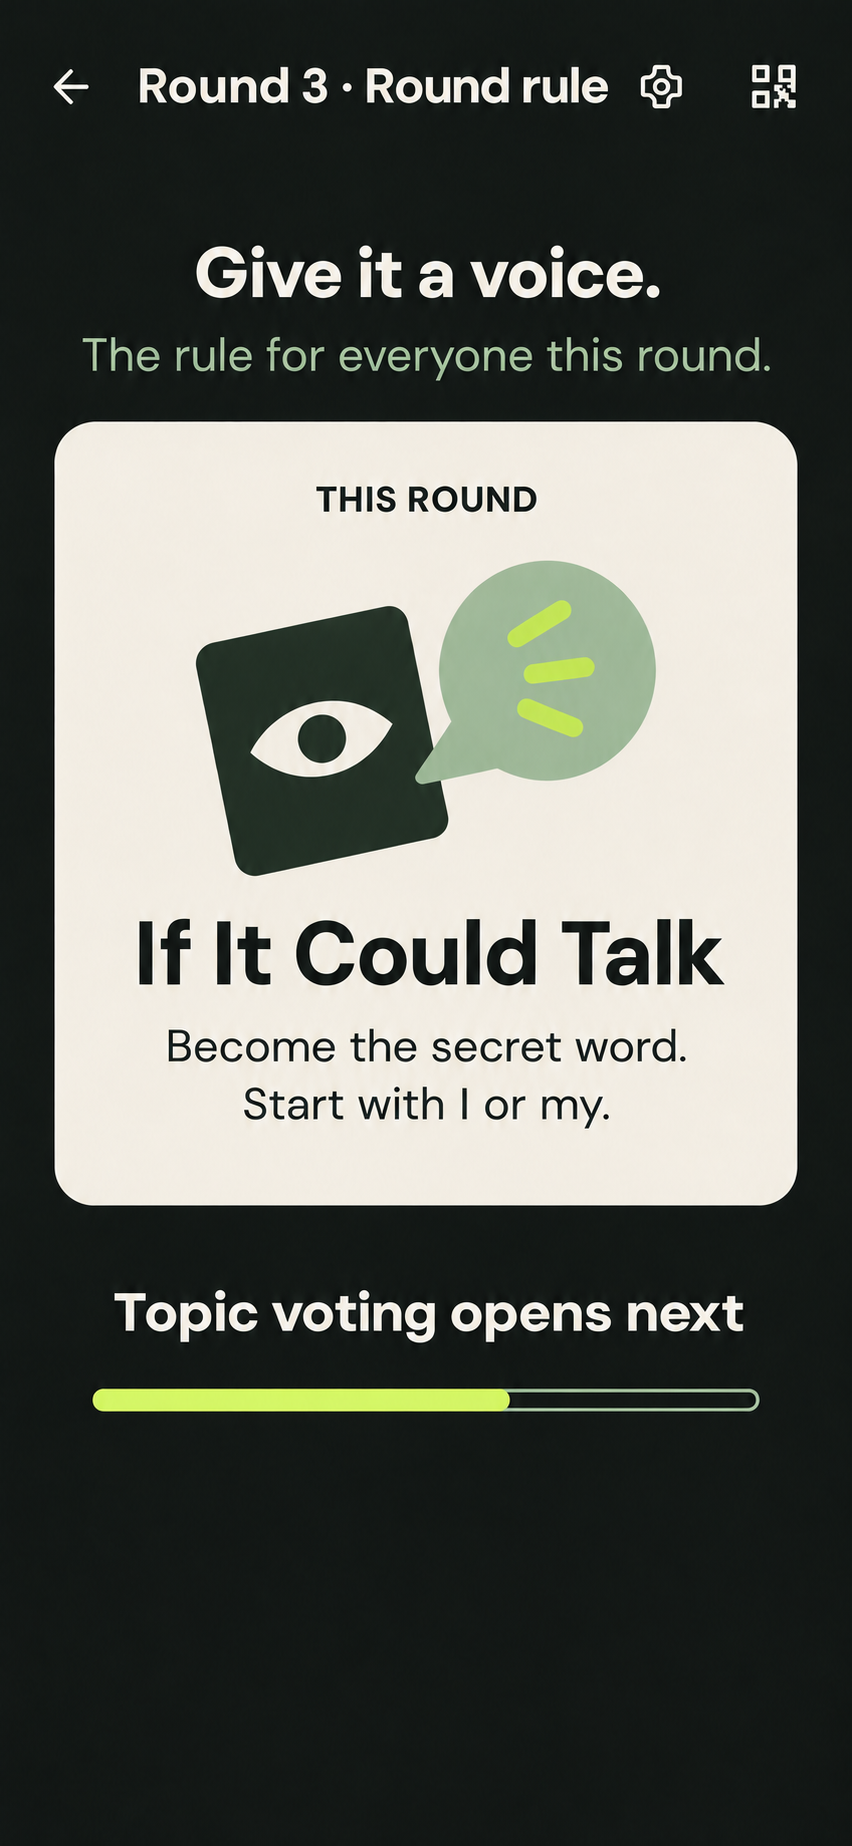 Round 3 · Round rule
Give it a voice.
The rule for everyone this round.
THIS ROUND
If It Could Talk
Become the secret word.
Start with I or my.
Topic voting opens next